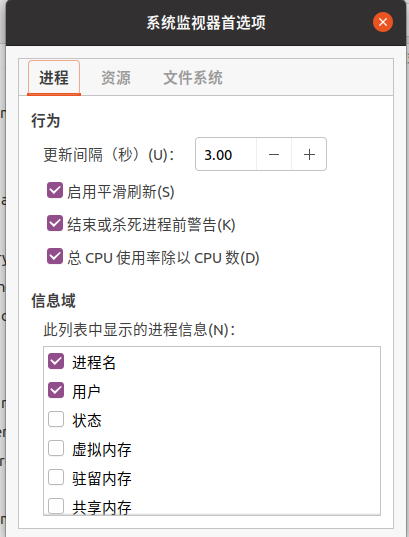 系统监视器首选项
进程 资源 文件系统
行为
更新间隔（秒）(U)： 3.00 − +
启用平滑刷新(S)
结束或杀死进程前警告(K)
总 CPU 使用率除以 CPU 数(D)
信息域
此列表中显示的进程信息(N)：
进程名
用户
状态
虚拟内存
驻留内存
共享内存